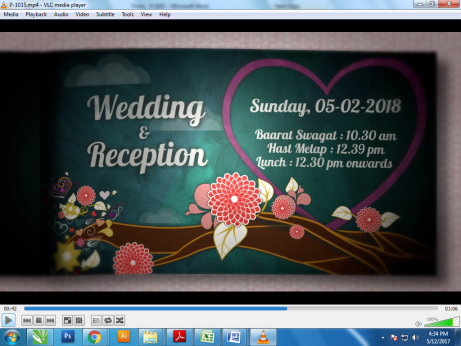 P-1015.mp4 - VLC media player
Media Playback Audio Video Subtitle Tools View Help
Wedding
&
Reception
Sunday, 05-02-2018
Baarat Swagat : 10.30 am
Hast Melap : 12.39 pm
Lunch : 12.30 pm onwards
00:42
01:06
100%
Ps
Ai
4:34 PM
5/12/2017